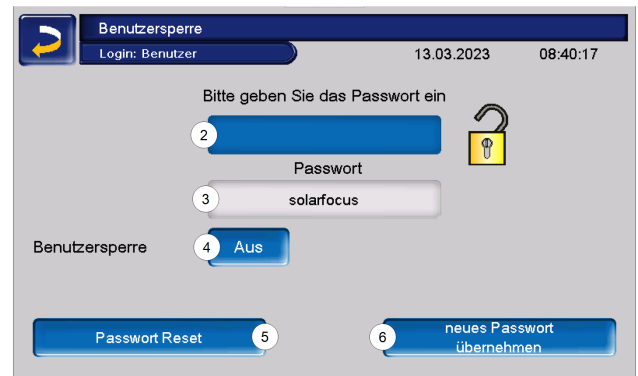 Benutzersperre
Login: Benutzer 13.03.2023 08:40:17
Bitte geben Sie das Passwort ein
2
Passwort
3 solarfocus
Benutzersperre 4 Aus
Passwort Reset 5
6 neues Passwort
übernehmen